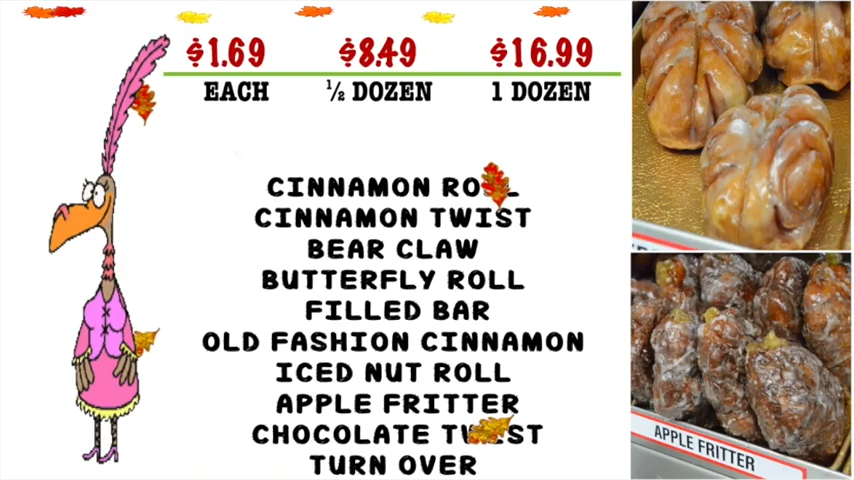 $1.69 $8.49 $16.99
EACH ½ DOZEN 1 DOZEN
CINNAMON ROLL
CINNAMON TWIST
BEAR CLAW
BUTTERFLY ROLL
FILLED BAR
OLD FASHION CINNAMON
ICED NUT ROLL
APPLE FRITTER
CHOCOLATE TWIST
TURN OVER
APPLE FRITTER